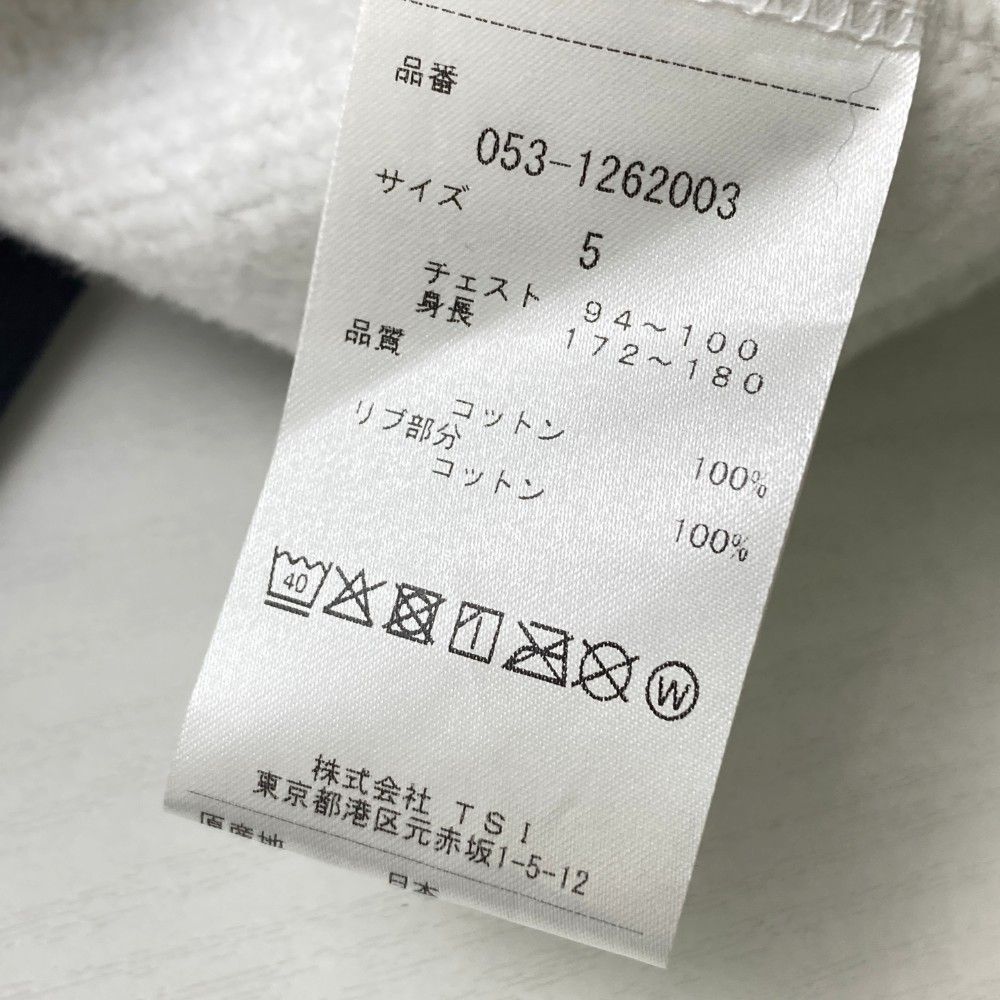 品番
053-1262003
サイズ
5
チェスト 94～100
身長 172～180
品質
コットン 100%
リブ部分
コットン 100%
40
W
株式会社 TSI
東京都港区元赤坂1-5-12
原産地
日本